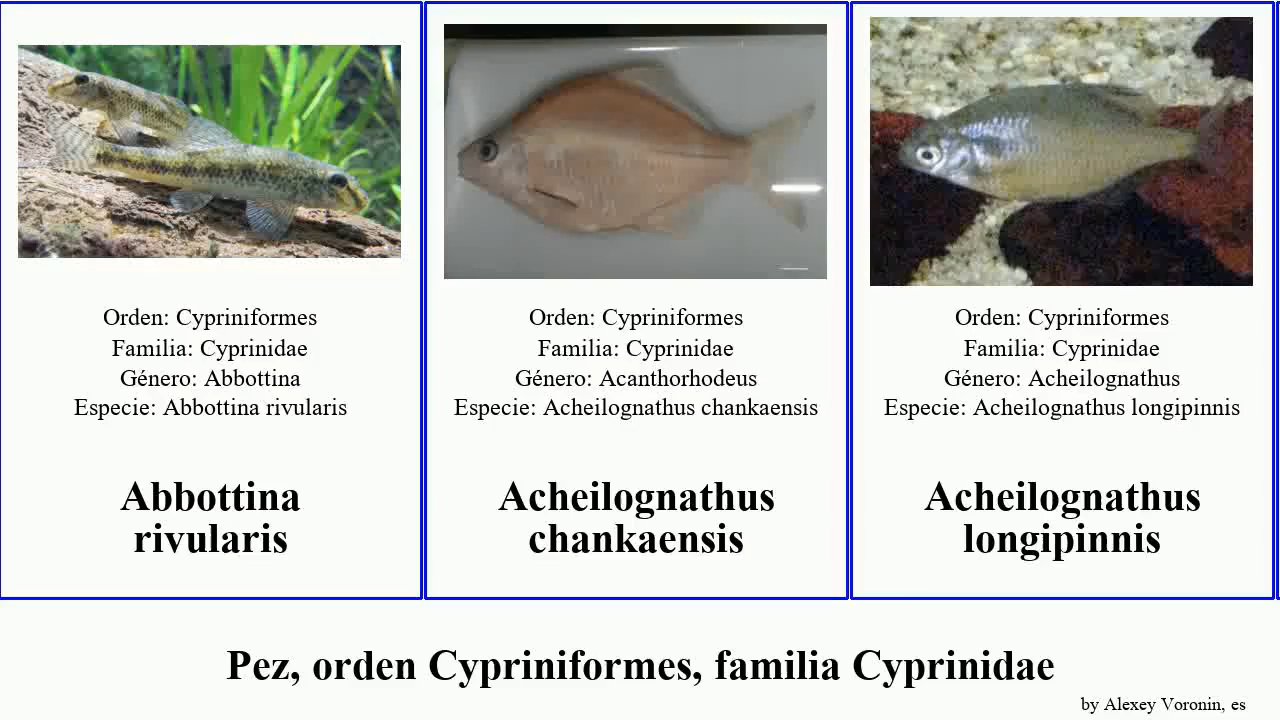 Orden: Cypriniformes
Familia: Cyprinidae
Género: Abbottina
Especie: Abbottina rivularis
Abbottina
rivularis
Orden: Cypriniformes
Familia: Cyprinidae
Género: Acanthorhodeus
Especie: Acheilognathus chankaensis
Acheilognathus
chankaensis
Orden: Cypriniformes
Familia: Cyprinidae
Género: Acheilognathus
Especie: Acheilognathus longipinnis
Acheilognathus
longipinnis
Pez, orden Cypriniformes, familia Cyprinidae
by Alexey Voronin, es